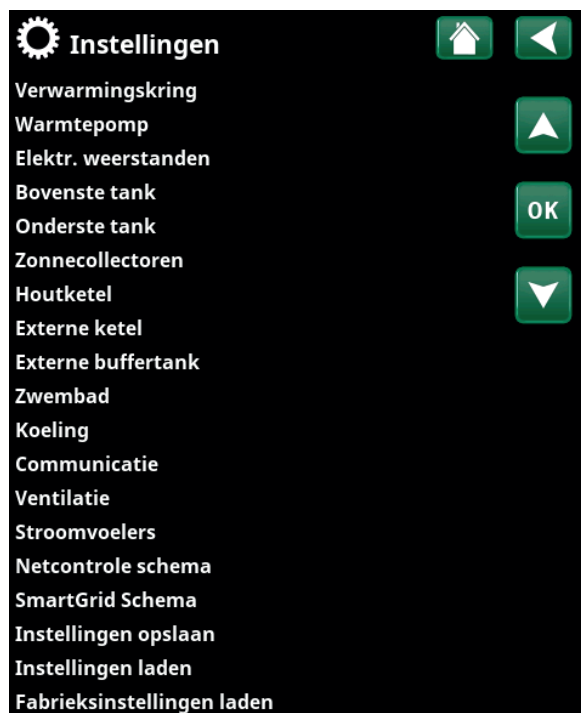 Instellingen
Verwarmingskring
Warmtepomp
Elektr. weerstanden
Bovenste tank
OK
Onderste tank
Zonnecollectoren
Houtketel
Externe ketel
Externe buffertank
Zwembad
Koeling
Communicatie
Ventilatie
Stroomvoelers
Netcontrole schema
SmartGrid Schema
Instellingen opslaan
Instellingen laden
Fabrieksinstellingen laden